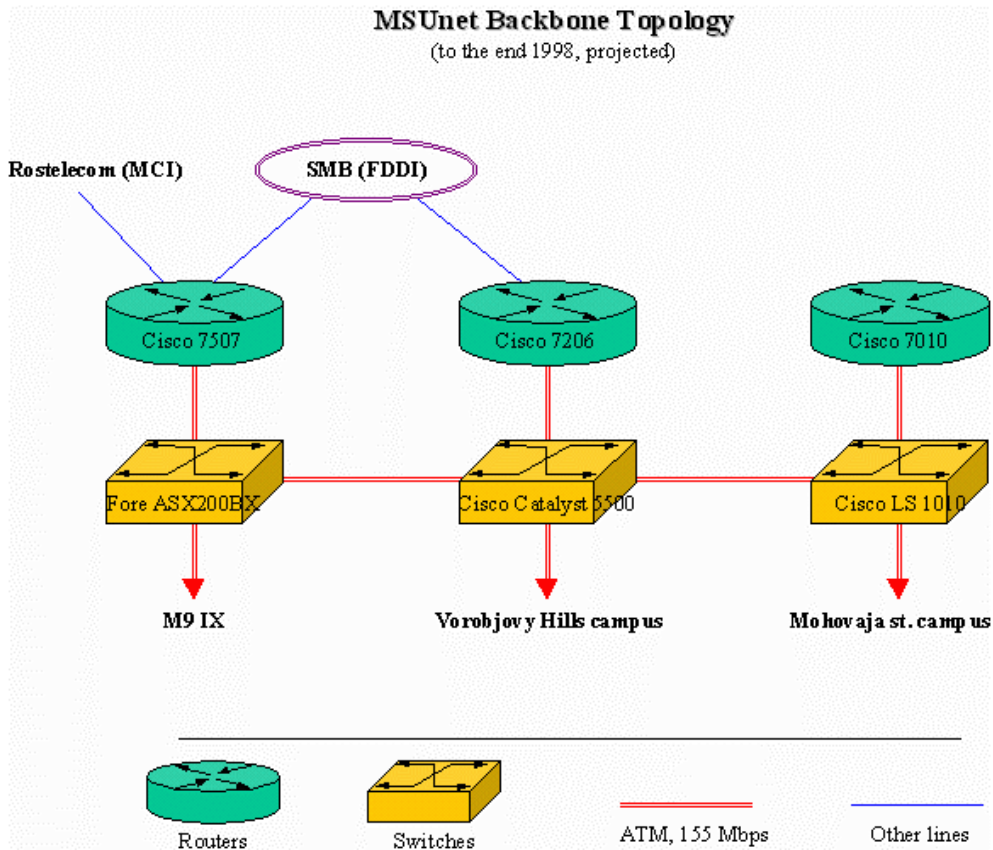 MSUnet Backbone Topology
(to the end 1998, projected)
Rostelecom (MCI)
SMB (FDDI)
Cisco 7507
Cisco 7206
Cisco 7010
Fore ASX200BX
Cisco Catalyst 5500
Cisco LS 1010
M9 IX
Vorobjovy Hills campus
Mohovaja st. campus
Routers
Switches
ATM, 155 Mbps
Other lines